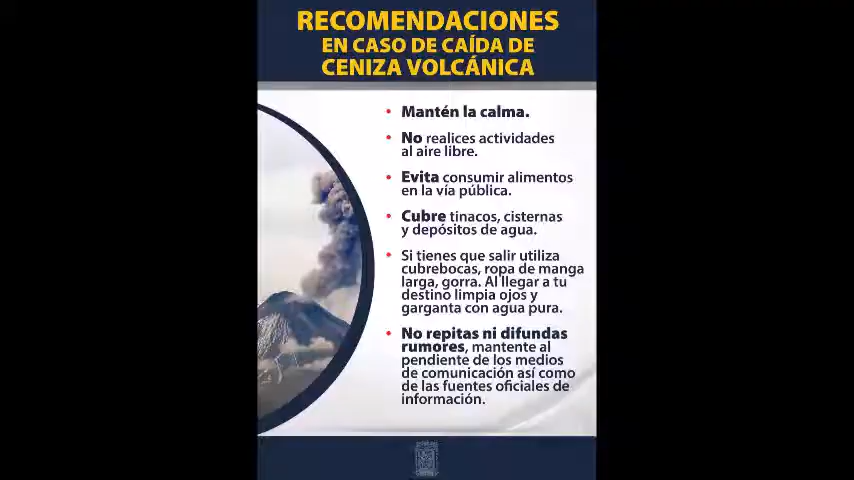 RECOMENDACIONES
EN CASO DE CAÍDA DE
CENIZA VOLCÁNICA
• Mantén la calma.
• No realices actividades
al aire libre.
• Evita consumir alimentos
en la vía pública.
• Cubre tinacos, cisternas
y depósitos de agua.
• Si tienes que salir utiliza
cubrebocas, ropa de manga
larga, gorra. Al llegar a tu
destino limpia ojos y
garganta con agua pura.
• No repitas ni difundas
rumores, mantente al
pendiente de los medios
de comunicación así como
de las fuentes oficiales de
información.